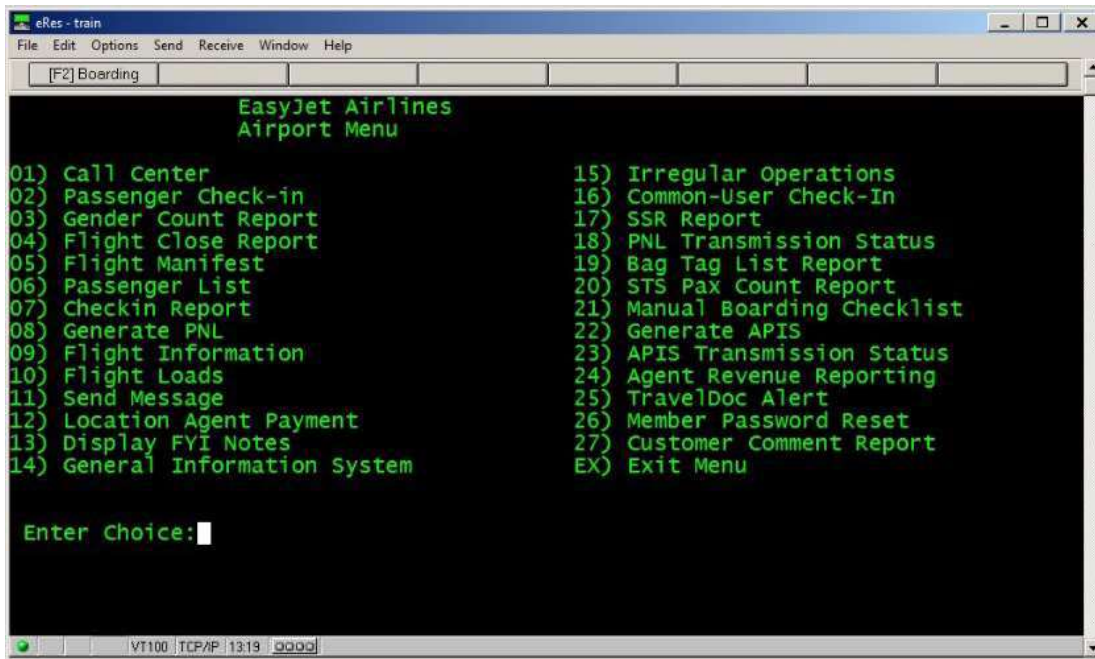 eRes - train
File Edit Options Send Receive Window Help
[F2] Boarding
EasyJet Airlines
Airport Menu
01) Call Center
02) Passenger Check-in
03) Gender Count Report
04) Flight Close Report
05) Flight Manifest
06) Passenger List
07) Checkin Report
08) Generate PNL
09) Flight Information
10) Flight Loads
11) Send Message
12) Location Agent Payment
13) Display FYI Notes
14) General Information System
15) Irregular Operations
16) Common-User Check-In
17) SSR Report
18) PNL Transmission Status
19) Bag Tag List Report
20) STS Pax Count Report
21) Manual Boarding Checklist
22) Generate APIS
23) APIS Transmission Status
24) Agent Revenue Reporting
25) TravelDoc Alert
26) Member Password Reset
27) Customer Comment Report
EX) Exit Menu
Enter Choice:
VT100 TCP/IP 13:19